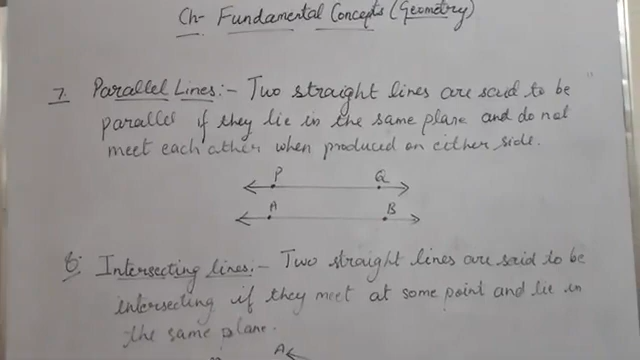 Ch- Fundamental Concepts (Geometry)
7. Parallel Lines:- Two straight lines are said to be
parallel if they lie in the same plane and do not
meet each other when produced on either side.
P Q
A B
8. Intersecting lines:- Two straight lines are said to be
intersecting if they meet at some point and lie in
the same plane.
A